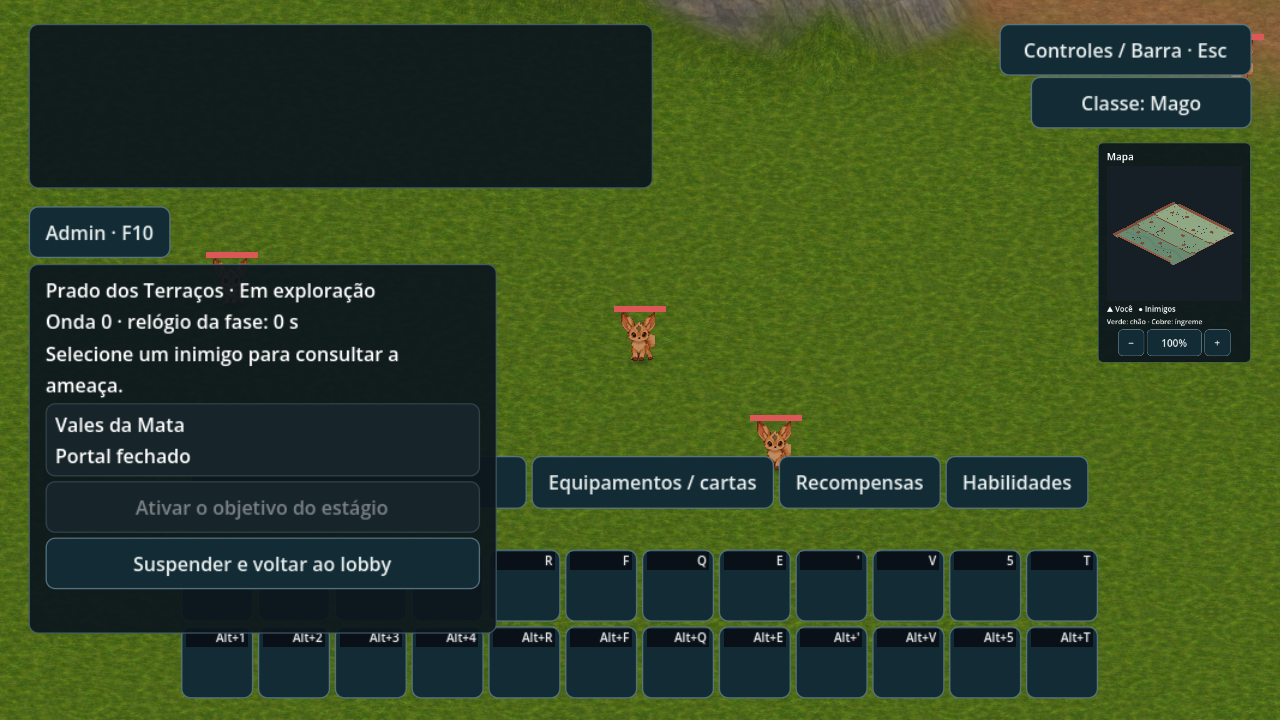 Controles / Barra · Esc
Classe: Mago
Mapa
▲ Você ● Inimigos
Verde: chão · Cobre: íngreme
− 100% +
Admin · F10
Prado dos Terraços · Em exploração
Onda 0 · relógio da fase: 0 s
Selecione um inimigo para consultar a
ameaça.
Vales da Mata
Portal fechado
Ativar o objetivo do estágio
Suspender e voltar ao lobby
Equipamentos / cartas
Recompensas
Habilidades
R F Q E ' V 5 T
Alt+1 Alt+2 Alt+3 Alt+4 Alt+R Alt+F Alt+Q Alt+E Alt+' Alt+V Alt+5 Alt+T